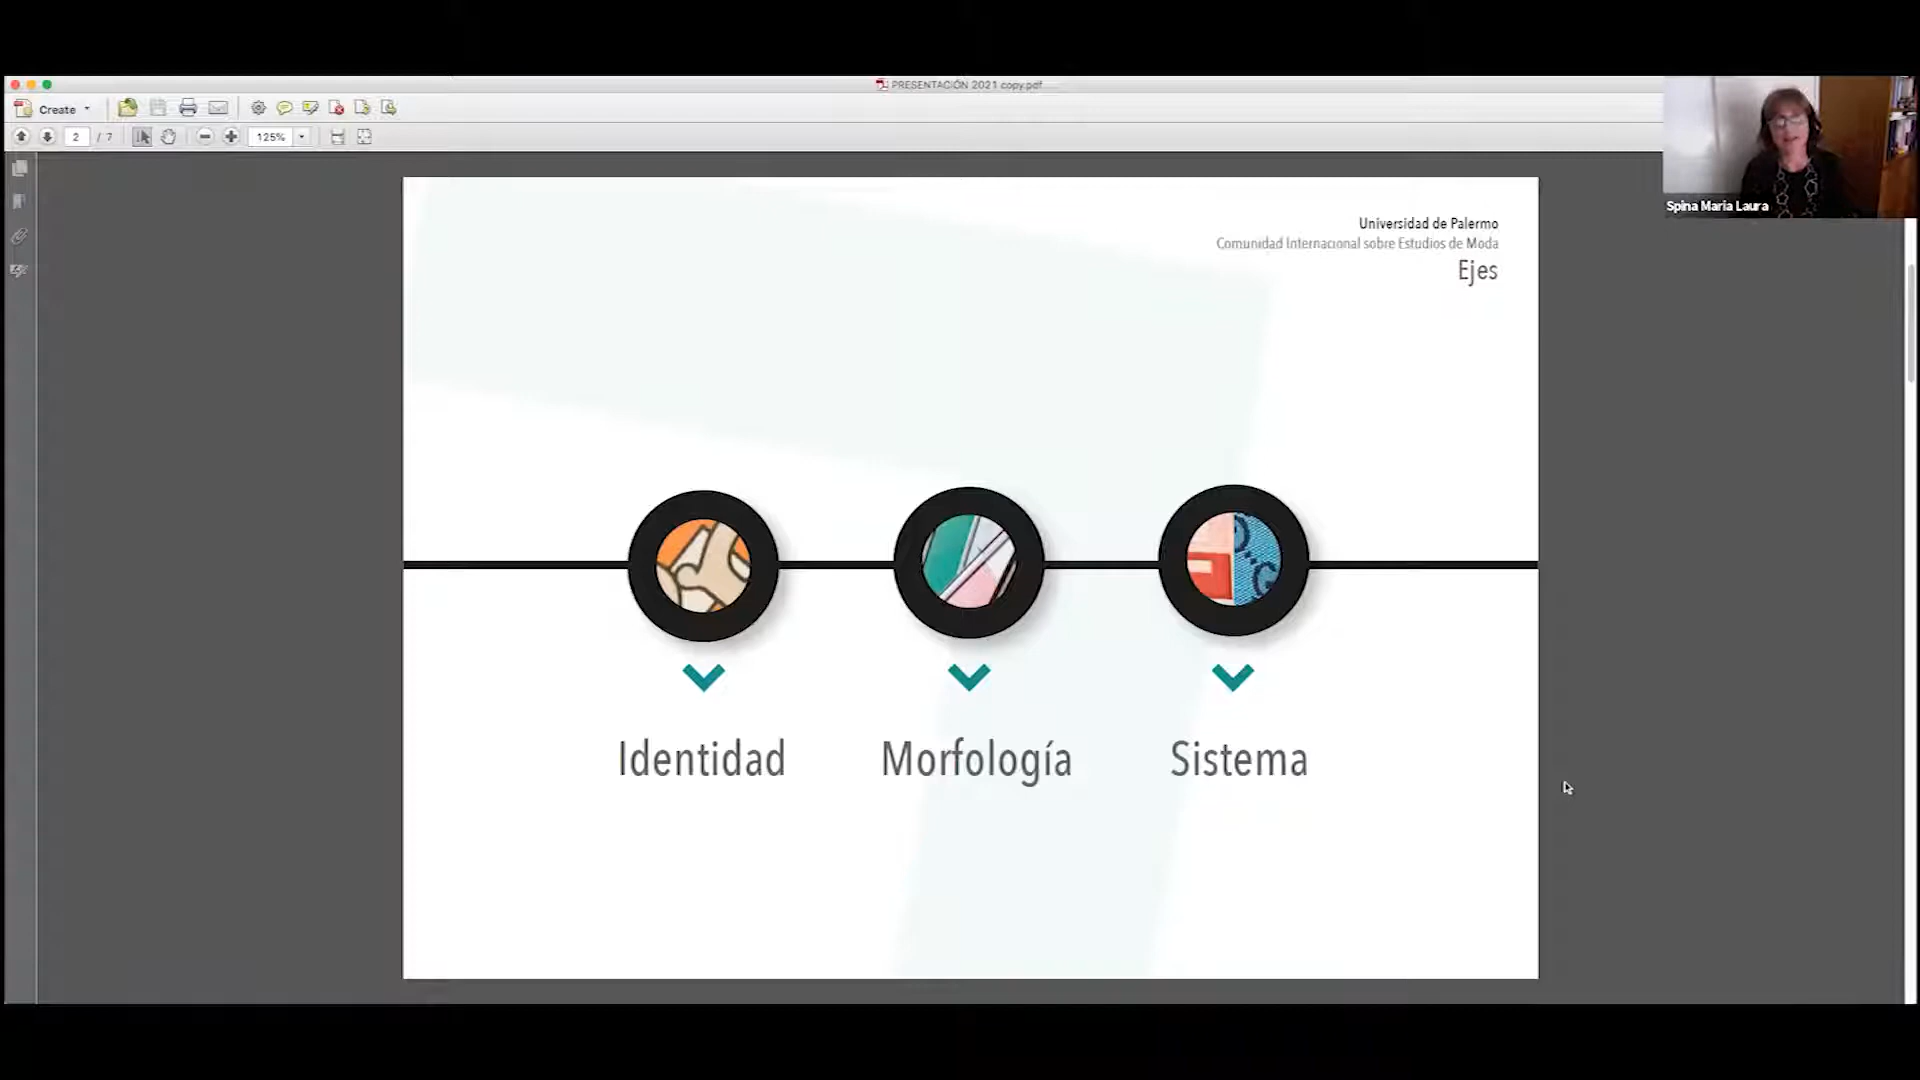 PRESENTACIÓN 2021 copy.pdf
Create
2 / 7
125%
Spina Maria Laura
Universidad de Palermo
Comunidad Internacional sobre Estudios de Moda
Ejes
Identidad
Morfología
Sistema